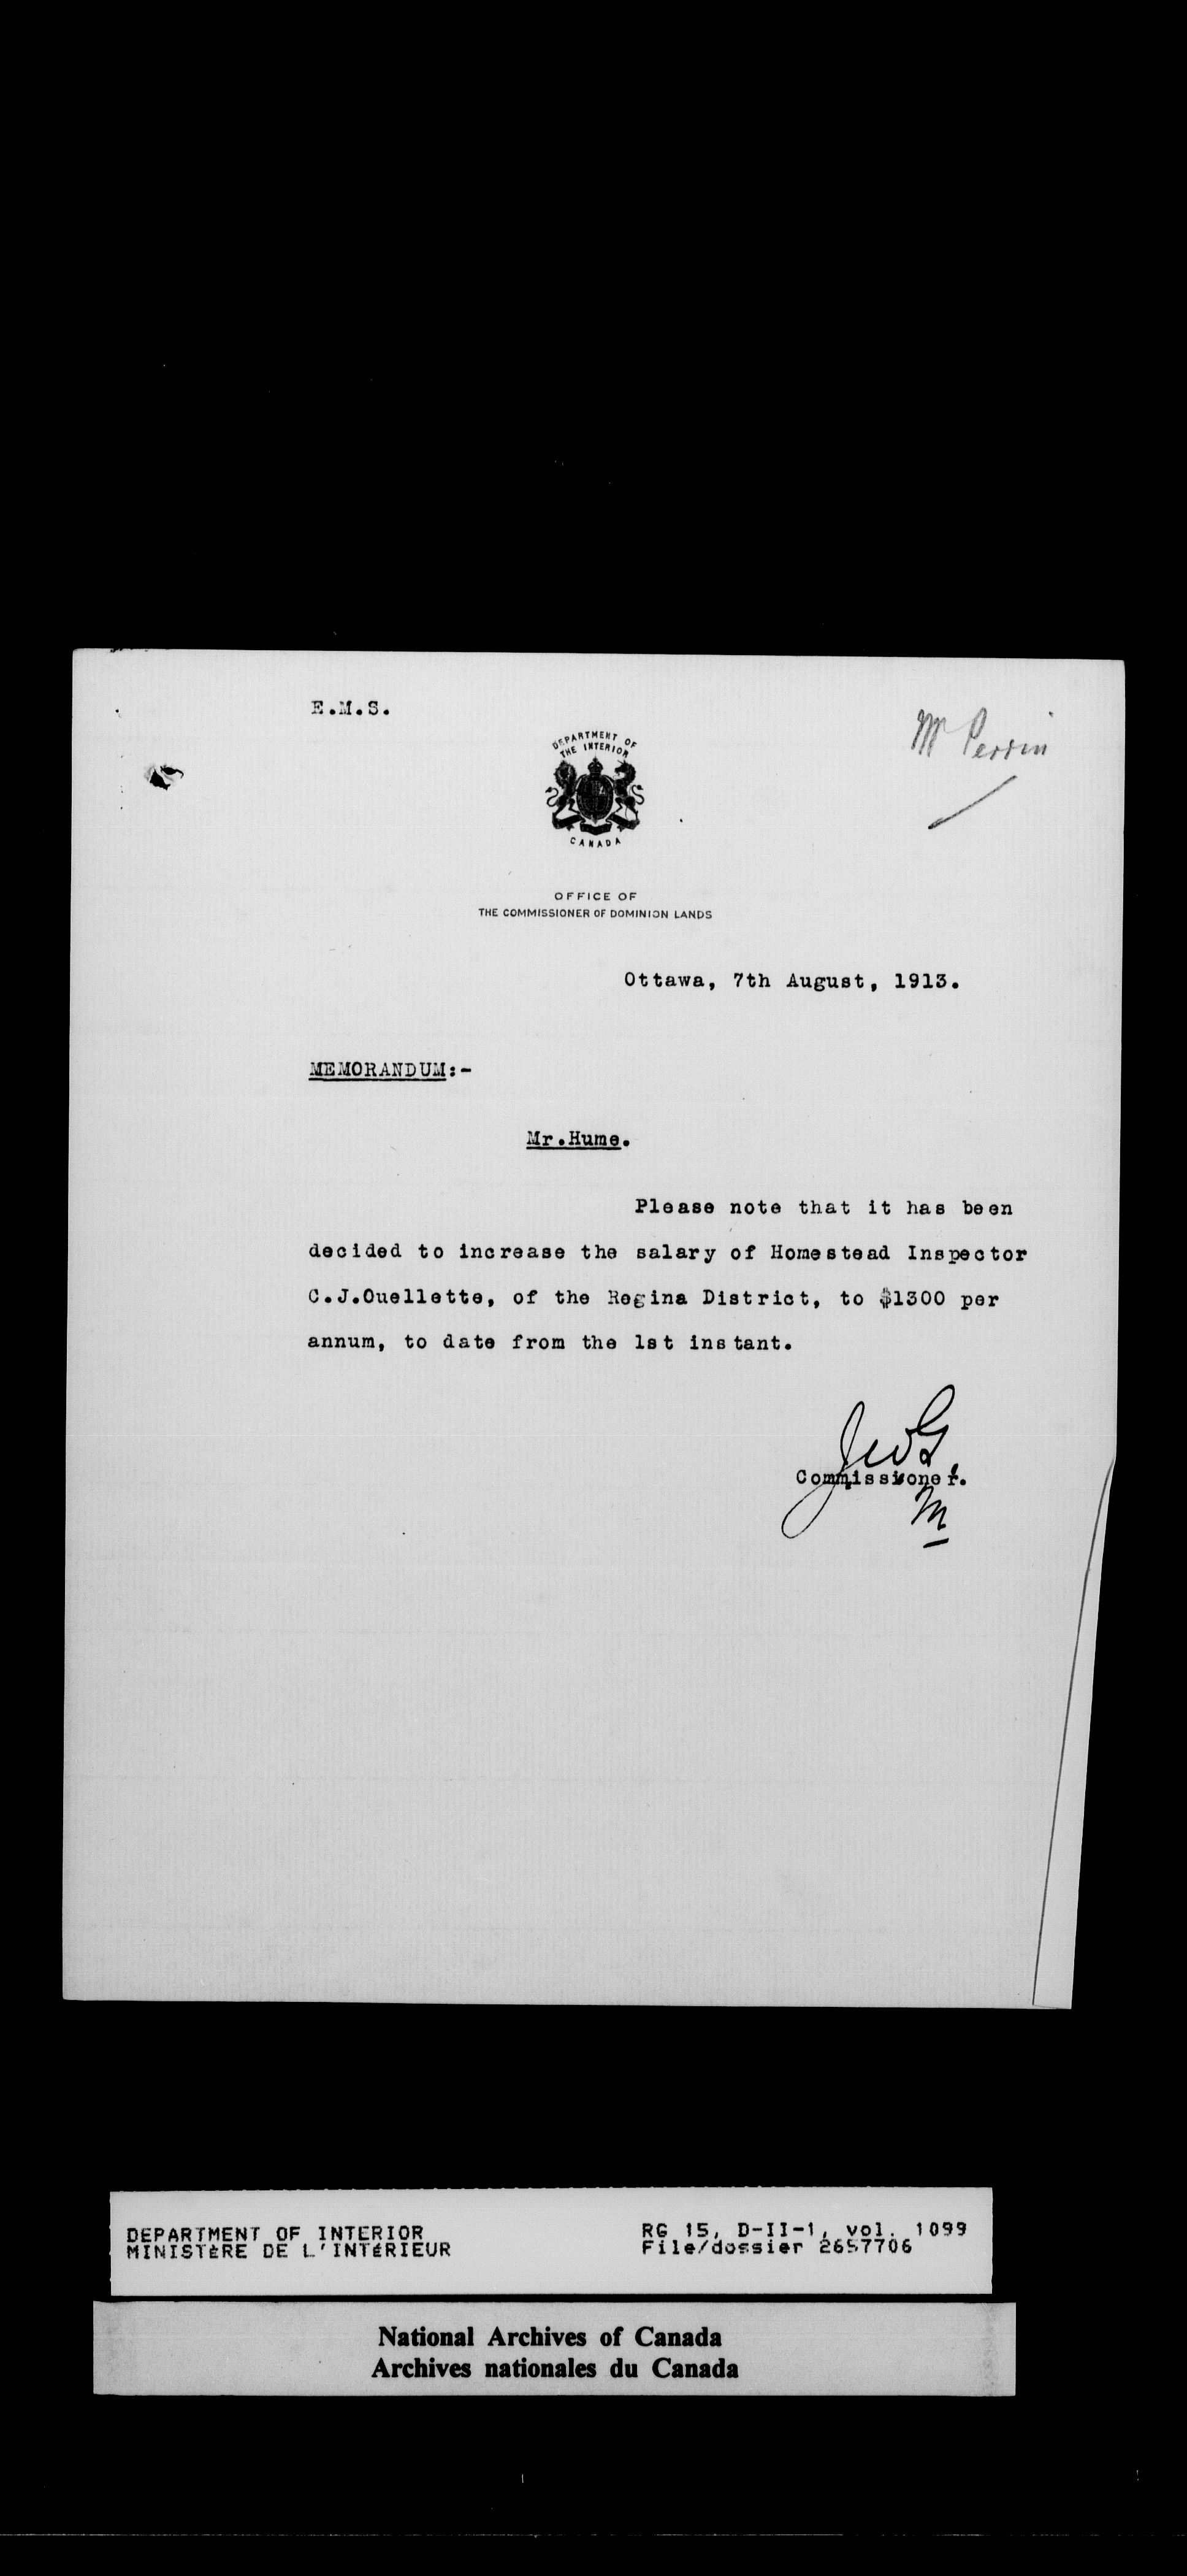 E.M.S.
Mr Perrin
DEPARTMENT OF
THE INTERIOR
CANADA
OFFICE OF
THE COMMISSIONER OF DOMINION LANDS
Ottawa, 7th August, 1913.
MEMORANDUM:-
Mr.Hume.
Please note that it has been
decided to increase the salary of Homestead Inspector
C.J.Ouellette, of the Regina District, to $1300 per
annum, to date from the 1st instant.
JWG.
Commissioner.
M
DEPARTMENT OF INTERIOR
MINISTÈRE DE L'INTÉRIEUR
RG 15, D-II-1, vol. 1099
File/dossier 2657706
National Archives of Canada
Archives nationales du Canada